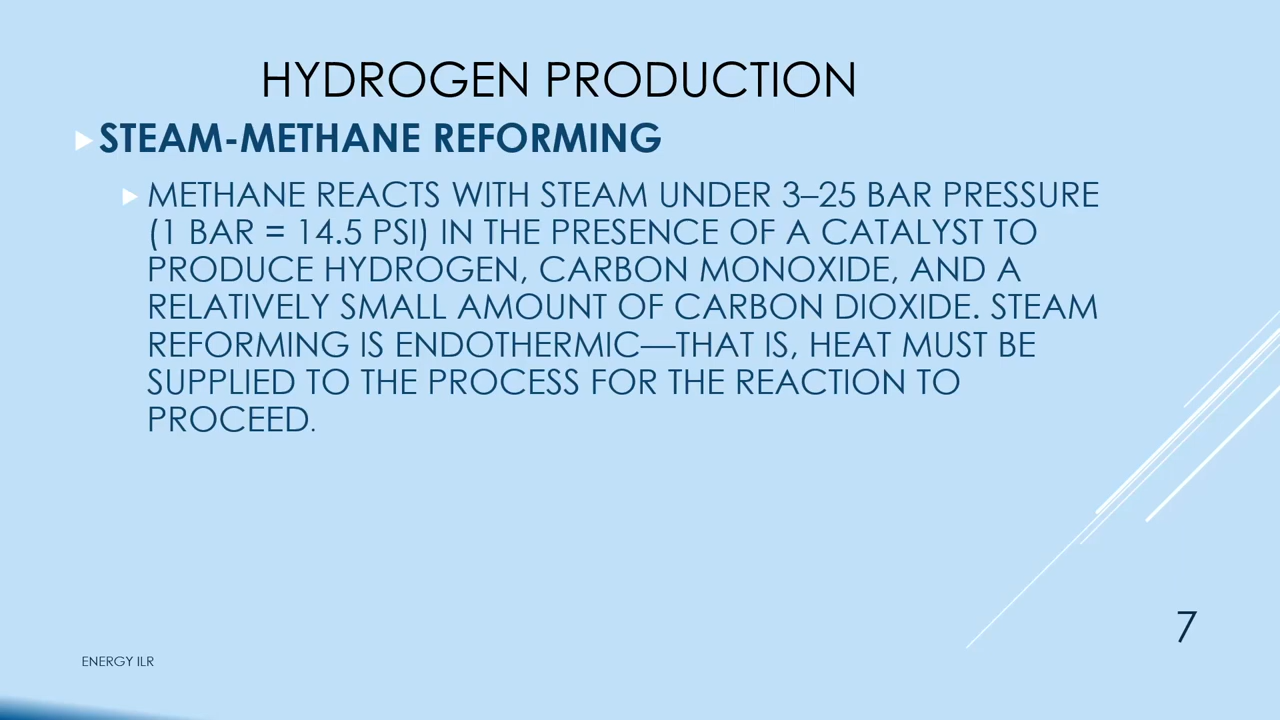 HYDROGEN PRODUCTION
STEAM-METHANE REFORMING
METHANE REACTS WITH STEAM UNDER 3–25 BAR PRESSURE
(1 BAR = 14.5 PSI) IN THE PRESENCE OF A CATALYST TO
PRODUCE HYDROGEN, CARBON MONOXIDE, AND A
RELATIVELY SMALL AMOUNT OF CARBON DIOXIDE. STEAM
REFORMING IS ENDOTHERMIC—THAT IS, HEAT MUST BE
SUPPLIED TO THE PROCESS FOR THE REACTION TO
PROCEED.
7
ENERGY ILR